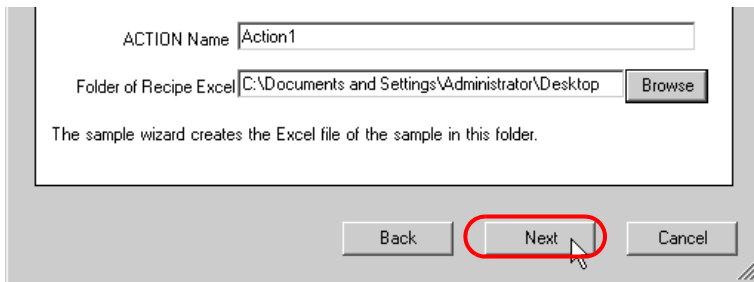 ACTION Name Action1
Folder of Recipe Excel C:\Documents and Settings\Administrator\Desktop Browse
The sample wizard creates the Excel file of the sample in this folder.
Back Next Cancel